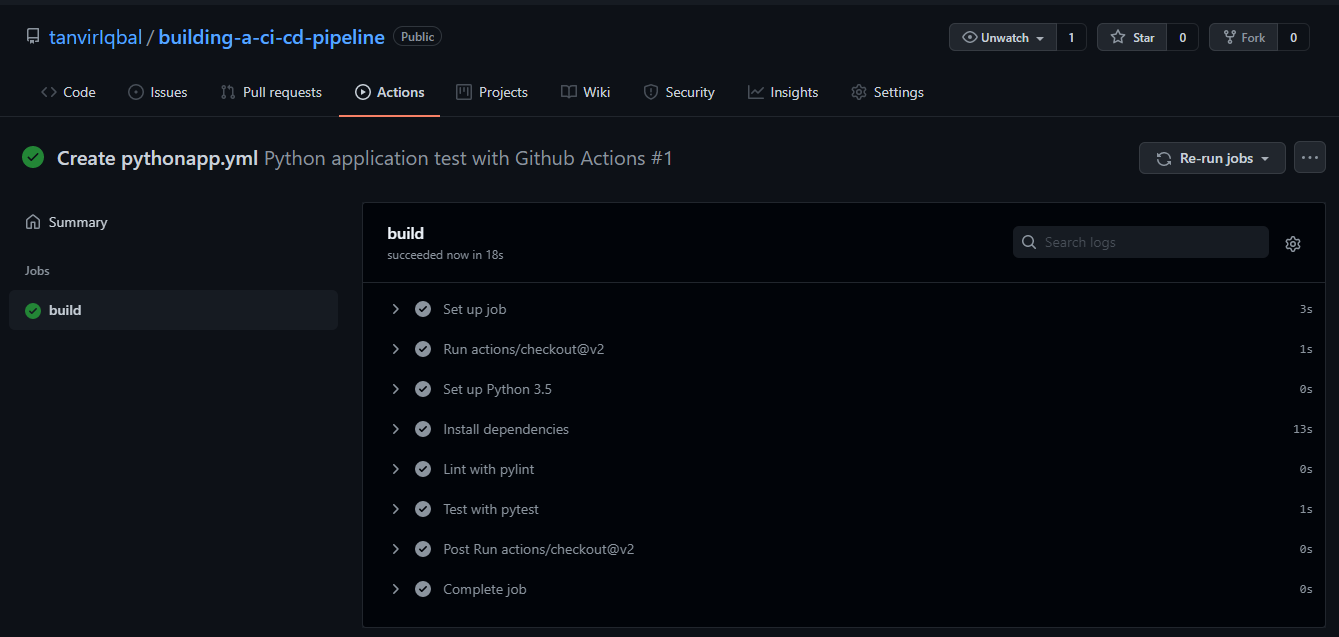 tanvirIqbal / building-a-ci-cd-pipeline Public Unwatch 1 Star 0 Fork 0
Code Issues Pull requests Actions Projects Wiki Security Insights Settings
Create pythonapp.yml Python application test with Github Actions #1 Re-run jobs ...
Summary
Jobs
build
build
succeeded now in 18s
Search logs
Set up job 3s
Run actions/checkout@v2 1s
Set up Python 3.5 0s
Install dependencies 13s
Lint with pylint 0s
Test with pytest 1s
Post Run actions/checkout@v2 0s
Complete job 0s